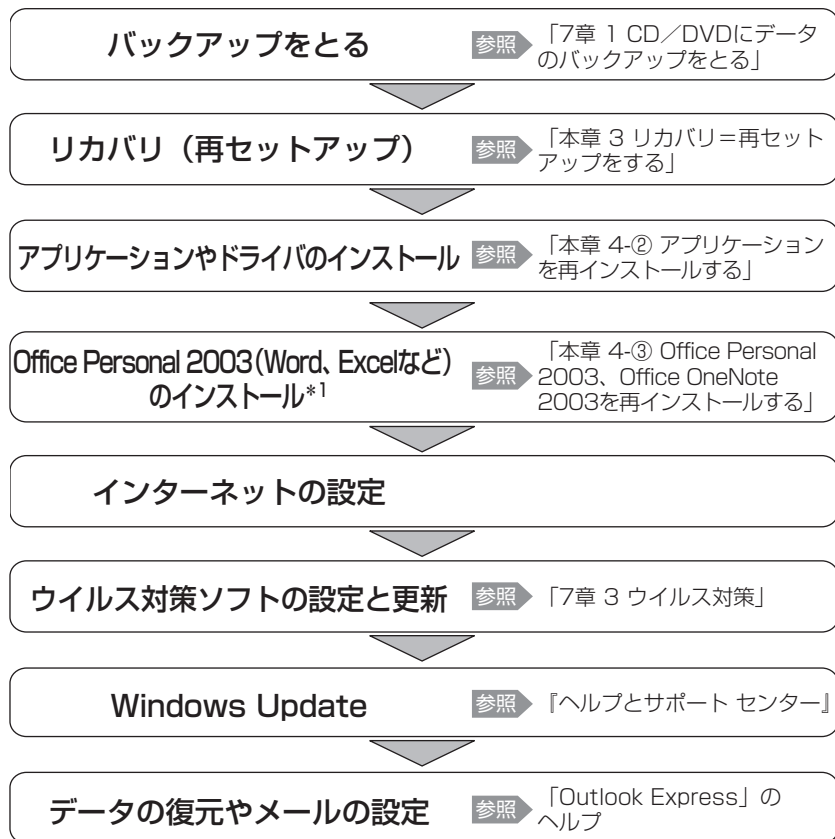 バックアップをとる
参照 「7章 1 CD／DVDにデータ
のバックアップをとる」
リカバリ（再セットアップ）
参照 「本章 3 リカバリ＝再セット
アップをする」
アプリケーションやドライバのインストール
参照 「本章 4-② アプリケーション
を再インストールする」
Office Personal 2003（Word、Excelなど）
のインストール*1
参照 「本章 4-③ Office Personal
2003、Office OneNote
2003を再インストールする」
インターネットの設定
ウイルス対策ソフトの設定と更新
参照 「7章 3 ウイルス対策」
Windows Update
参照 『ヘルプとサポート センター』
データの復元やメールの設定
参照 「Outlook Express」の
ヘルプ